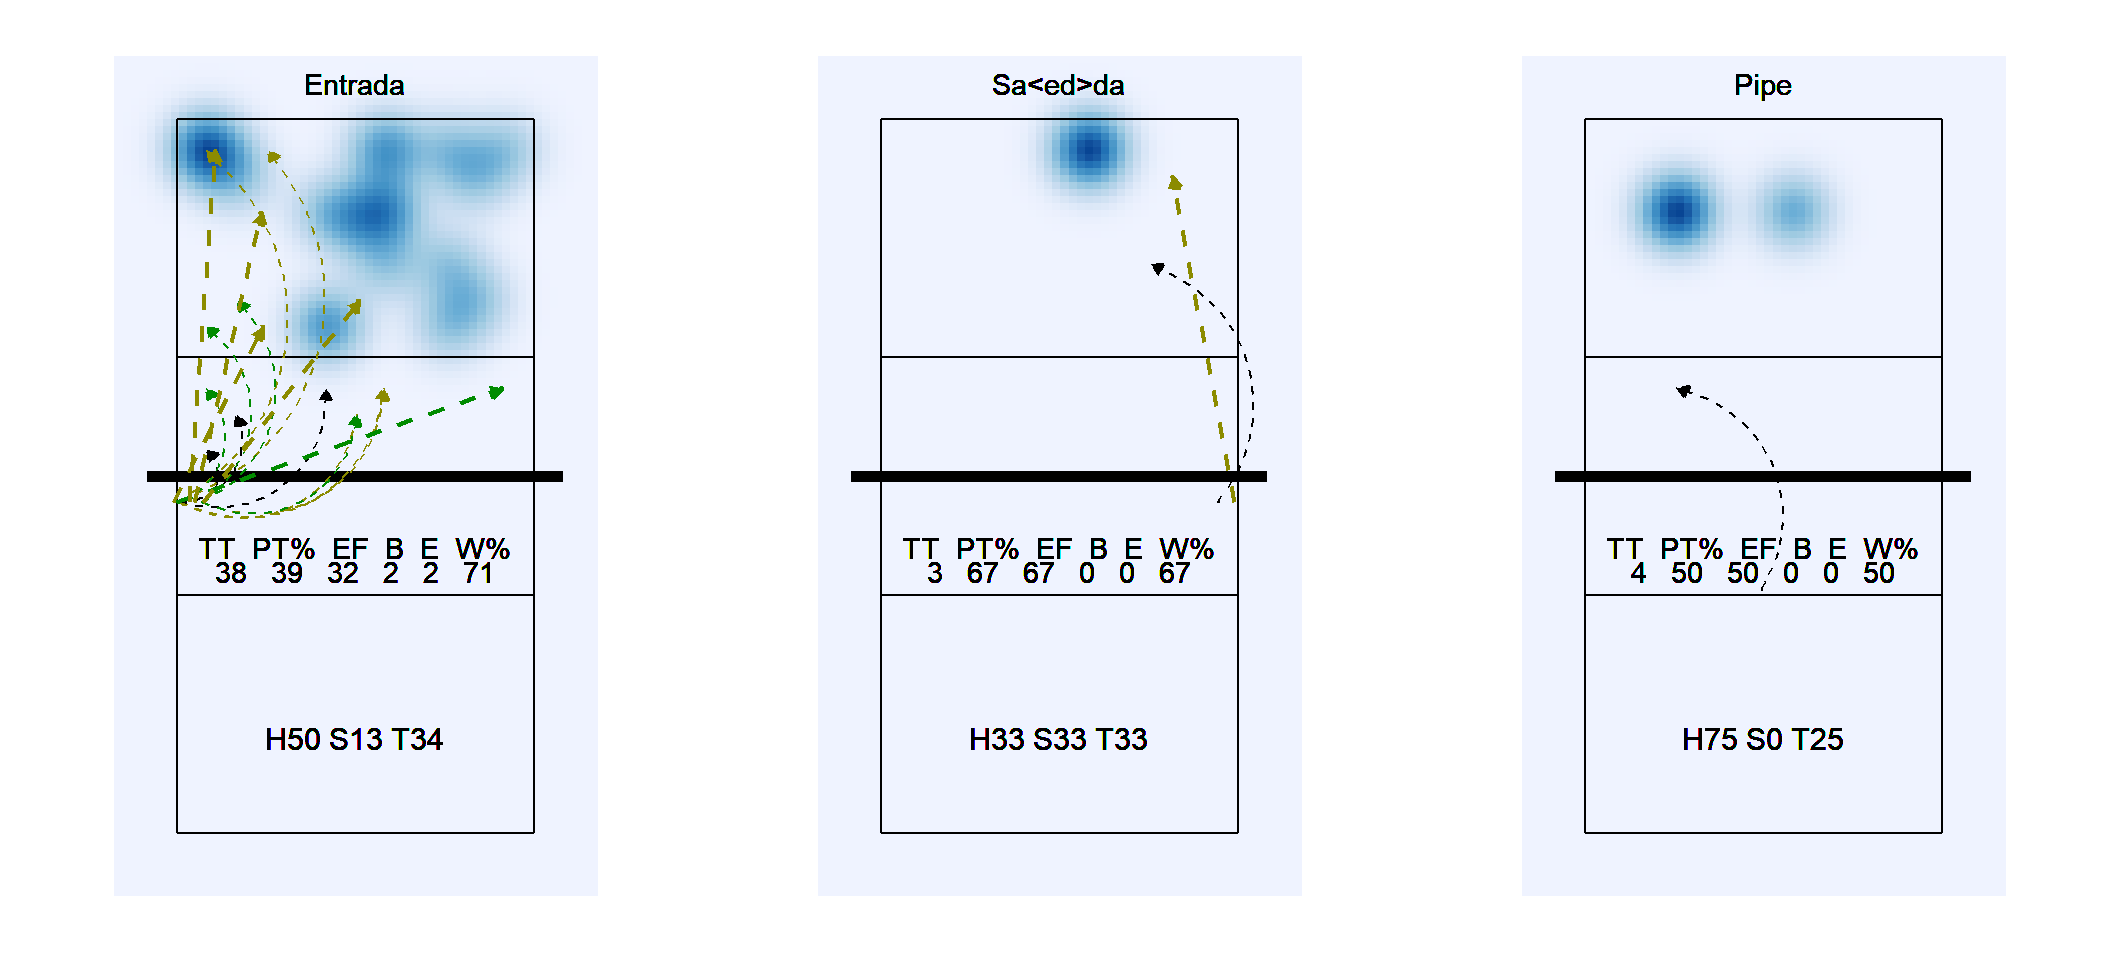 Entrada
TT PT% EF B E W%
38 39 32 2 2 71
H50 S13 T34
Sa<ed>da
TT PT% EF B E W%
3 67 67 0 0 67
H33 S33 T33
Pipe
TT PT% EF B E W%
4 50 50 0 0 50
H75 S0 T25